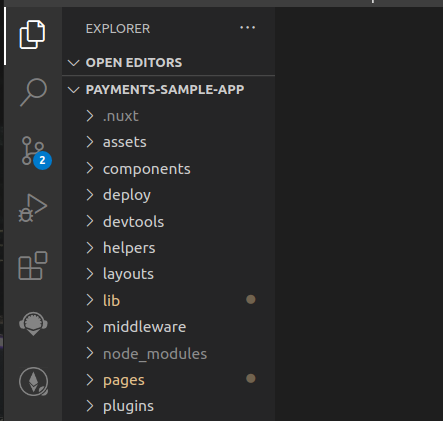 EXPLORER ...
OPEN EDITORS
PAYMENTS-SAMPLE-APP
.nuxt
assets
components
deploy
devtools
helpers
layouts
lib
middleware
node_modules
pages
plugins
2